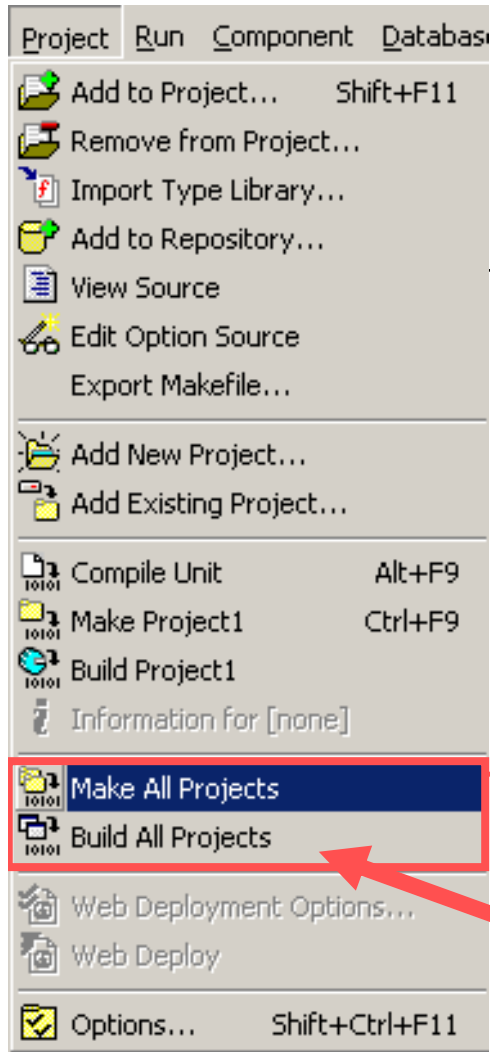 Project Run Component Databas
Add to Project... Shift+F11
Remove from Project...
Import Type Library...
Add to Repository...
View Source
Edit Option Source
Export Makefile...
Add New Project...
Add Existing Project...
Compile Unit Alt+F9
Make Project1 Ctrl+F9
Build Project1
Information for [none]
Make All Projects
Build All Projects
Web Deployment Options...
Web Deploy
Options... Shift+Ctrl+F11